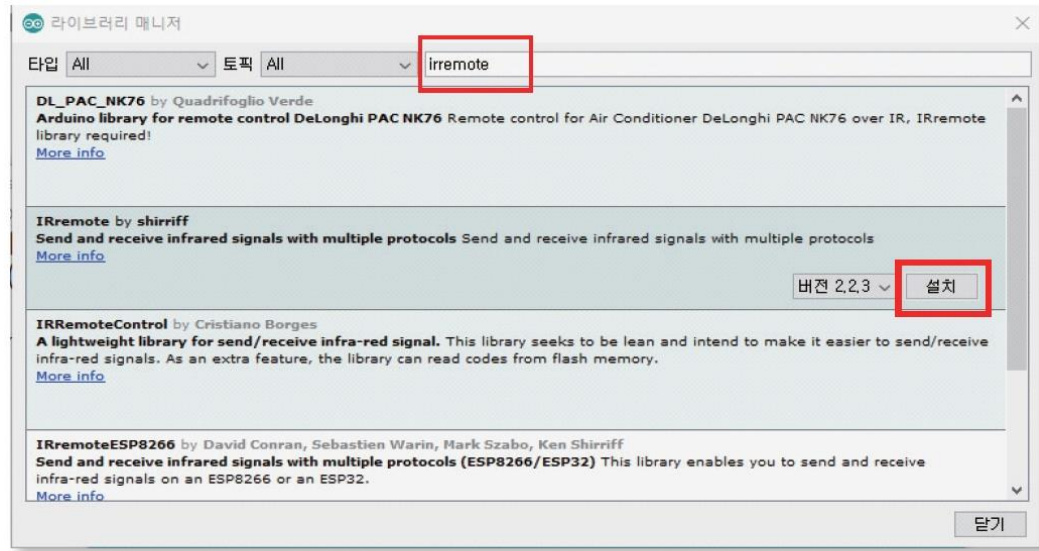 라이브러리 매니저
타입 All 토픽 All irremote
DL_PAC_NK76 by Quadrifoglio Verde
Arduino library for remote control DeLonghi PAC NK76 Remote control for Air Conditioner DeLonghi PAC NK76 over IR, IRremote
library required!
More info
IRremote by shirriff
Send and receive infrared signals with multiple protocols Send and receive infrared signals with multiple protocols
More info
버전 2,2,3 설치
IRRemoteControl by Cristiano Borges
A lightweight library for send/receive infra-red signal. This library seeks to be lean and intend to make it easier to send/receive
infra-red signals. As an extra feature, the library can read codes from flash memory.
More info
IRremoteESP8266 by David Conran, Sebastien Warin, Mark Szabo, Ken Shirriff
Send and receive infrared signals with multiple protocols (ESP8266/ESP32) This library enables you to send and receive
infra-red signals on an ESP8266 or an ESP32.
More info
닫기